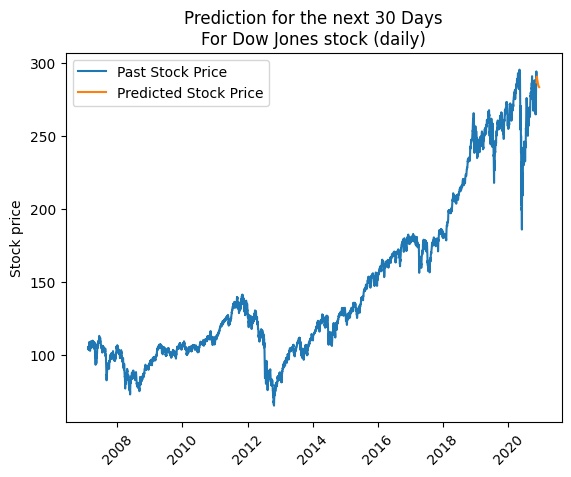 Prediction for the next 30 Days
For Dow Jones stock (daily)
Past Stock Price
Predicted Stock Price
Stock price
300
250
200
150
100
2008
2010
2012
2014
2016
2018
2020